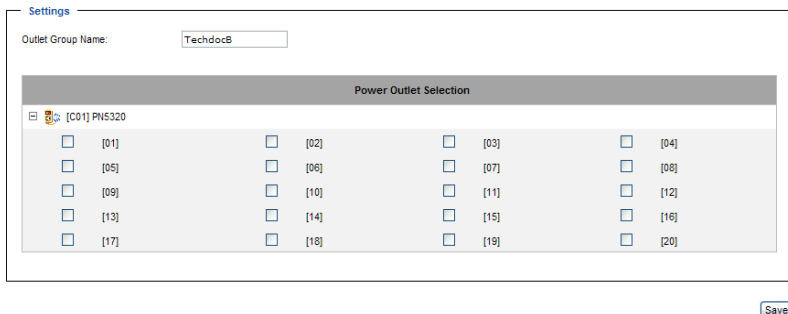 Settings
Outlet Group Name: TechdocB
Power Outlet Selection
[C01] PN5320
[01] [02] [03] [04]
[05] [06] [07] [08]
[09] [10] [11] [12]
[13] [14] [15] [16]
[17] [18] [19] [20]
Save